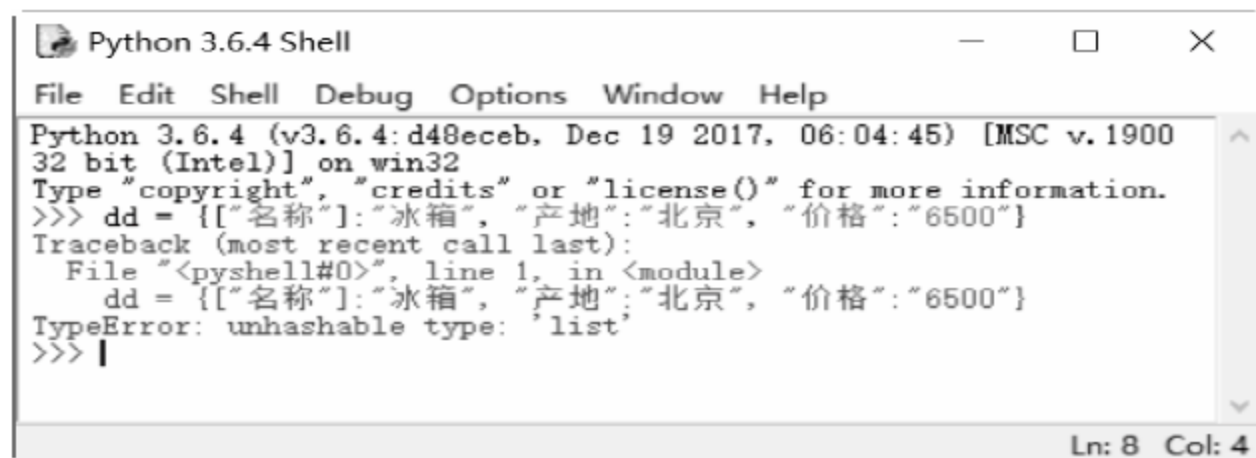 Python 3.6.4 Shell
File Edit Shell Debug Options Window Help
Python 3.6.4 (v3.6.4:d48eceb, Dec 19 2017, 06:04:45) [MSC v.1900
32 bit (Intel)] on win32
Type "copyright", "credits" or "license()" for more information.
>>> dd = {["名称"]:"冰箱", "产地":"北京", "价格":"6500"}
Traceback (most recent call last):
  File "<pyshell#0>", line 1, in <module>
    dd = {["名称"]:"冰箱", "产地":"北京", "价格":"6500"}
TypeError: unhashable type: 'list'
>>>
Ln: 8 Col: 4